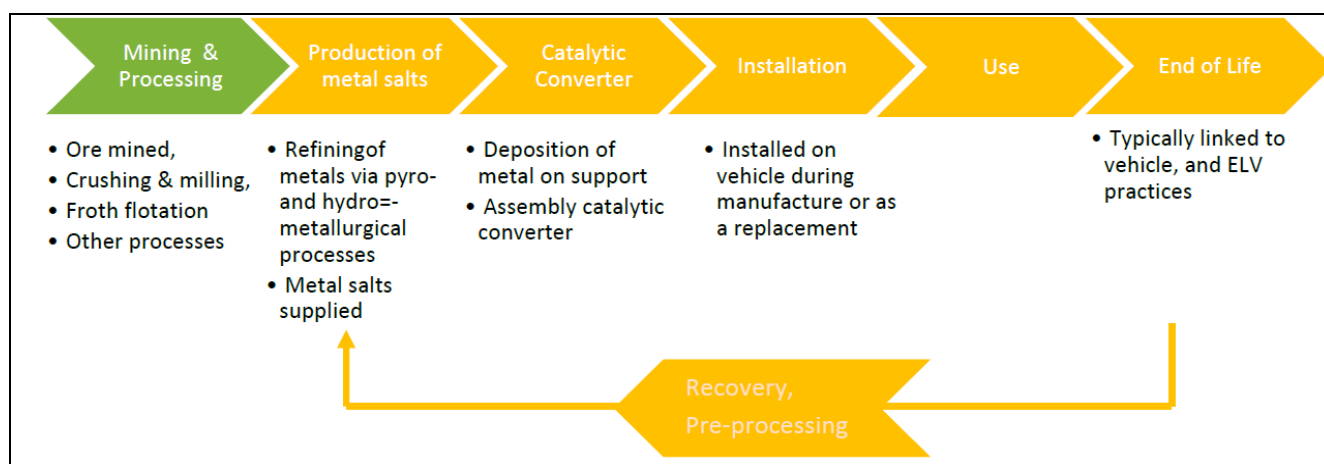 Mining &
Processing
Production of
metal salts
Catalytic
Converter
Installation
Use
End of Life
• Ore mined,
• Crushing & milling,
• Froth flotation
• Other processes
• Refiningof
metals via pyro-
and hydro=-
metallurgical
processes
• Metal salts
supplied
• Deposition of
metal on support
• Assembly catalytic
converter
• Installed on
vehicle during
manufacture or as
a replacement
• Typically linked to
vehicle, and ELV
practices
Recovery,
Pre-processing